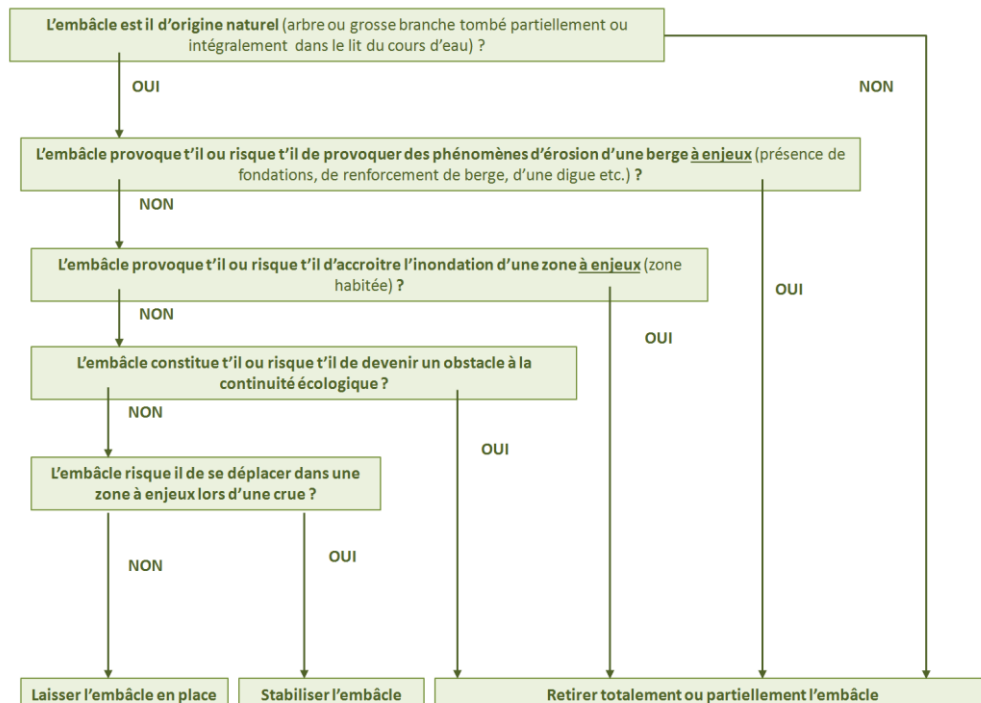 L'embâcle est il d'origine naturel (arbre ou grosse branche tombé partiellement ou
intégralement dans le lit du cours d'eau) ?
OUI
NON
L'embâcle provoque t'il ou risque t'il de provoquer des phénomènes d'érosion d'une berge à enjeux (présence de
fondations, de renforcement de berge, d'une digue etc.) ?
NON
OUI
L'embâcle provoque t'il ou risque t'il d'accroitre l'inondation d'une zone à enjeux (zone
habitée) ?
NON
OUI
L'embâcle constitue t'il ou risque t'il de devenir un obstacle à la
continuité écologique ?
NON
OUI
L'embâcle risque il de se déplacer dans une
zone à enjeux lors d'une crue ?
NON
OUI
Laisser l'embâcle en place
Stabiliser l'embâcle
Retirer totalement ou partiellement l'embâcle